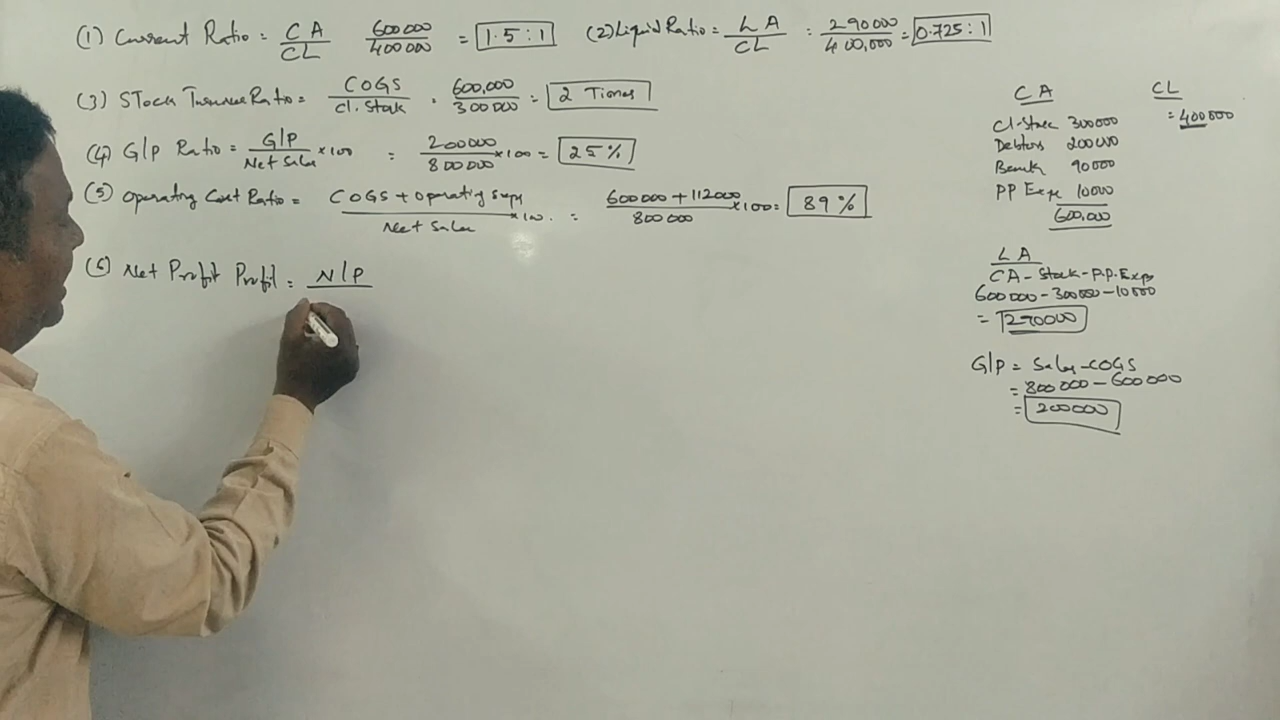 (1) Current Ratio = CA / CL 600000 / 400000 = 1.5 : 1 (2) Liquid Ratio = LA / CL : 290000 / 400,000 = 0.725 : 1
(3) Stock Ratio = COGS / Cl. Stock . 600,000 / 300000 = 2 Times
(4) G/P Ratio = G/P / Net Sales × 100 = 200000 / 800000 × 100 = 25%
(5) Operating Cost Ratio = COGS + Operating / Net Sales × 100 . = 600000 + 112000 / 800000 × 100 = 89%
(6) Net Profit Profit = N/P
CA
Cl. Stock 300000
Debtors 200000
Bank 90000
PP Exps 10000
600,000
CL
= 400000
LA
CA - Stock - P.P. Exp
600000 - 300000 - 10000
= 290000
G/P = Sales - COGS
= 800000 - 600000
= 200000